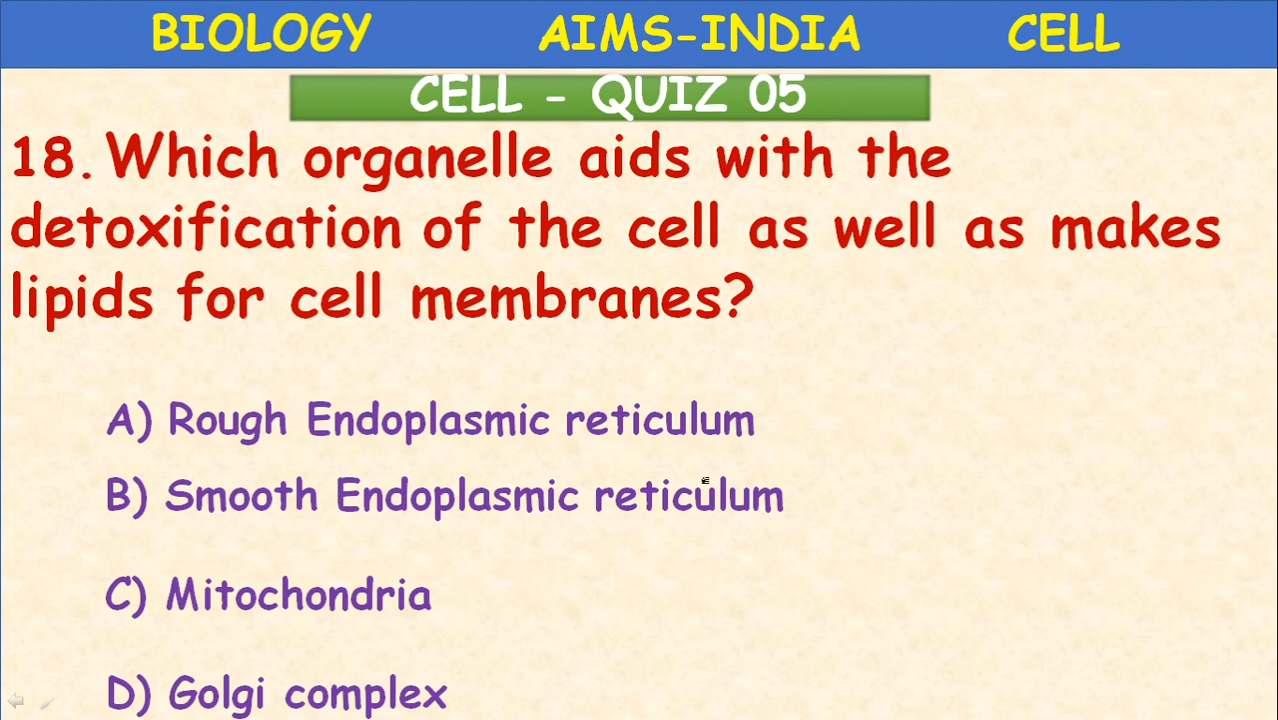 BIOLOGY AIMS-INDIA CELL
CELL - QUIZ 05
18. Which organelle aids with the
detoxification of the cell as well as makes
lipids for cell membranes?
A) Rough Endoplasmic reticulum
B) Smooth Endoplasmic reticulum
C) Mitochondria
D) Golgi complex